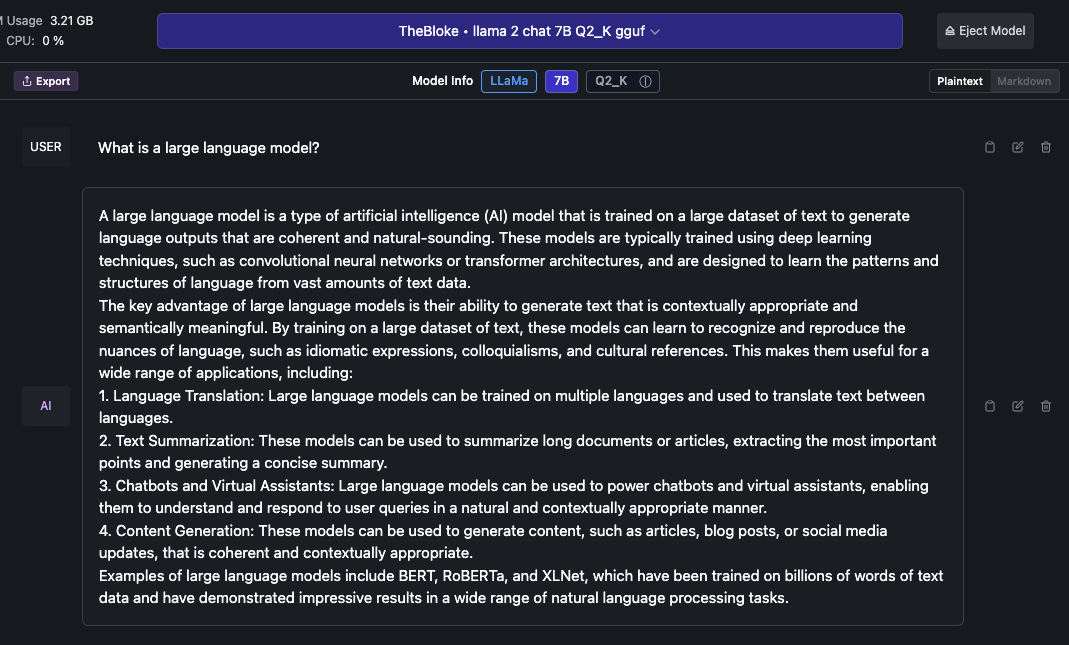 Usage 3.21 GB
CPU: 0 %
TheBloke • llama 2 chat 7B Q2_K gguf
Eject Model
Export
Model Info LLaMa 7B Q2_K
Plaintext Markdown
USER
What is a large language model?
A large language model is a type of artificial intelligence (AI) model that is trained on a large dataset of text to generate
language outputs that are coherent and natural-sounding. These models are typically trained using deep learning
techniques, such as convolutional neural networks or transformer architectures, and are designed to learn the patterns and
structures of language from vast amounts of text data.
The key advantage of large language models is their ability to generate text that is contextually appropriate and
semantically meaningful. By training on a large dataset of text, these models can learn to recognize and reproduce the
nuances of language, such as idiomatic expressions, colloquialisms, and cultural references. This makes them useful for a
wide range of applications, including:
1. Language Translation: Large language models can be trained on multiple languages and used to translate text between
languages.
2. Text Summarization: These models can be used to summarize long documents or articles, extracting the most important
points and generating a concise summary.
3. Chatbots and Virtual Assistants: Large language models can be used to power chatbots and virtual assistants, enabling
them to understand and respond to user queries in a natural and contextually appropriate manner.
4. Content Generation: These models can be used to generate content, such as articles, blog posts, or social media
updates, that is coherent and contextually appropriate.
Examples of large language models include BERT, RoBERTa, and XLNet, which have been trained on billions of words of text
data and have demonstrated impressive results in a wide range of natural language processing tasks.
AI